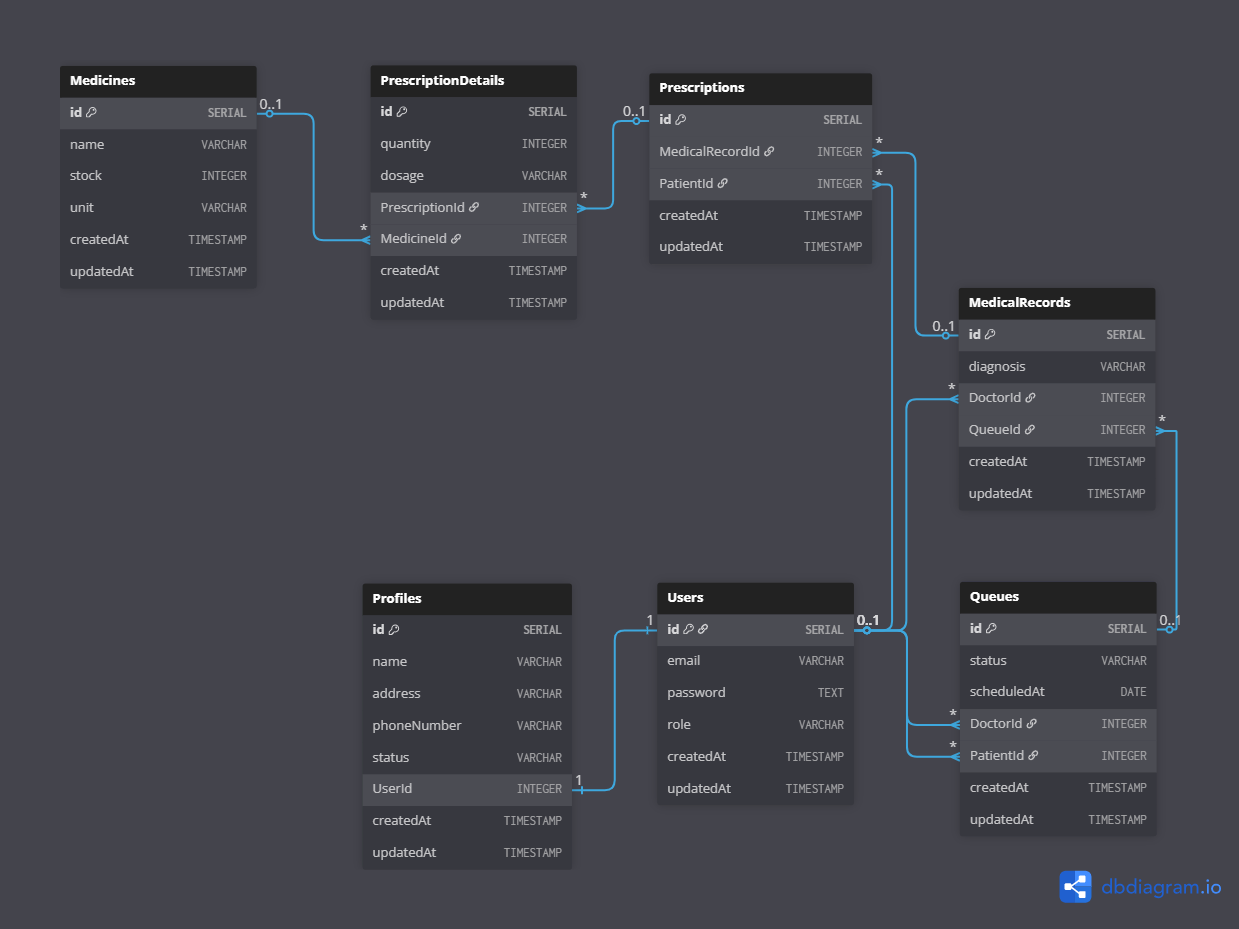 Medicines
id SERIAL
name VARCHAR
stock INTEGER
unit VARCHAR
createdAt TIMESTAMP
updatedAt TIMESTAMP
0..1
*
PrescriptionDetails
id SERIAL
quantity INTEGER
dosage VARCHAR
PrescriptionId INTEGER
MedicineId INTEGER
createdAt TIMESTAMP
updatedAt TIMESTAMP
*
0..1
Prescriptions
id SERIAL
MedicalRecordId INTEGER
PatientId INTEGER
createdAt TIMESTAMP
updatedAt TIMESTAMP
*
*
0..1
*
MedicalRecords
id SERIAL
diagnosis VARCHAR
DoctorId INTEGER
QueueId INTEGER
createdAt TIMESTAMP
updatedAt TIMESTAMP
*
Profiles
id SERIAL
name VARCHAR
address VARCHAR
phoneNumber VARCHAR
status VARCHAR
UserId INTEGER
createdAt TIMESTAMP
updatedAt TIMESTAMP
1
1
Users
id SERIAL
email VARCHAR
password TEXT
role VARCHAR
createdAt TIMESTAMP
updatedAt TIMESTAMP
0..1
*
*
Queues
id SERIAL
status VARCHAR
scheduledAt DATE
DoctorId INTEGER
PatientId INTEGER
createdAt TIMESTAMP
updatedAt TIMESTAMP
0..1
dbdiagram.io